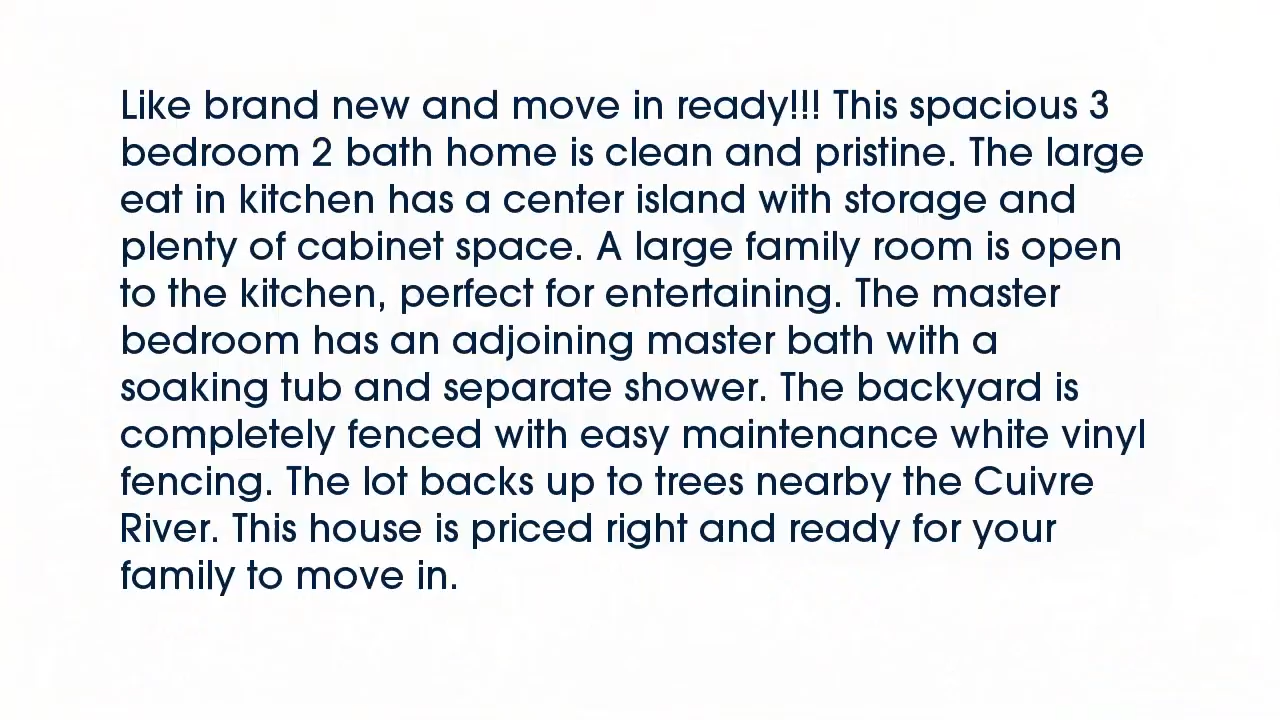 Like brand new and move in ready!!! This spacious 3
bedroom 2 bath home is clean and pristine. The large
eat in kitchen has a center island with storage and
plenty of cabinet space. A large family room is open
to the kitchen, perfect for entertaining. The master
bedroom has an adjoining master bath with a
soaking tub and separate shower. The backyard is
completely fenced with easy maintenance white vinyl
fencing. The lot backs up to trees nearby the Cuivre
River. This house is priced right and ready for your
family to move in.